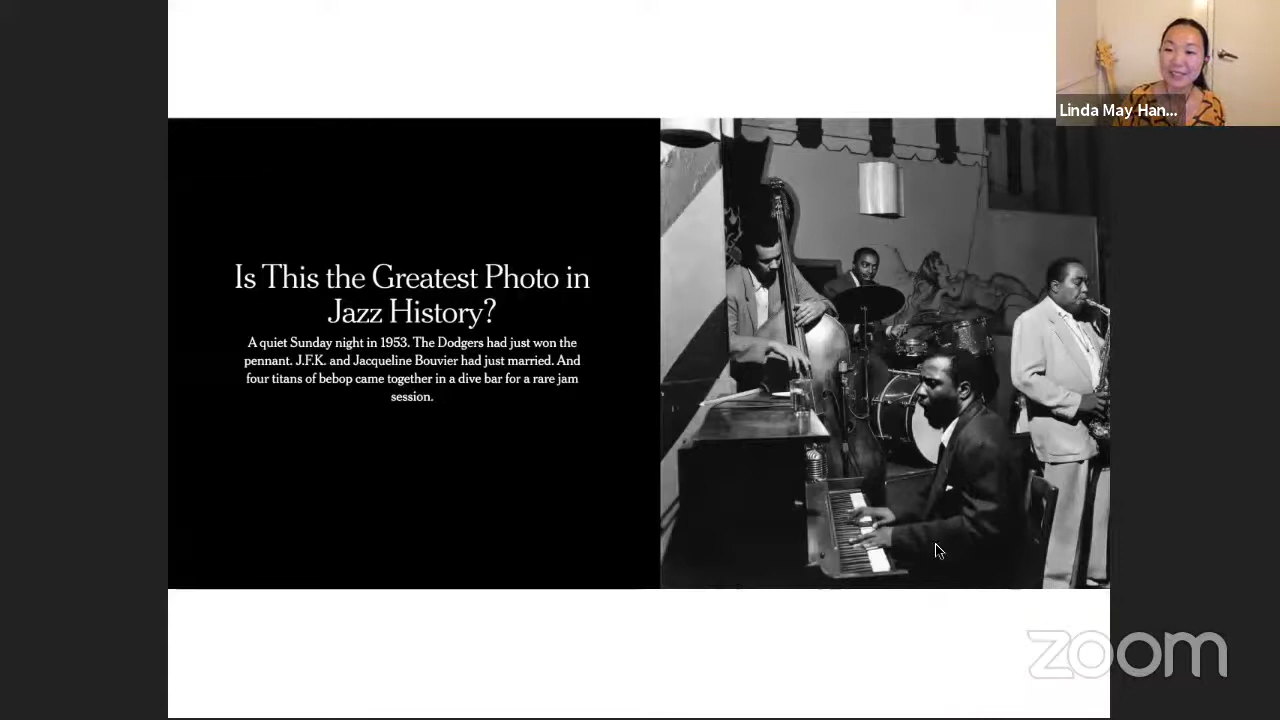 Linda May Han...
Is This the Greatest Photo in
Jazz History?
A quiet Sunday night in 1953. The Dodgers had just won the
pennant. J.F.K. and Jacqueline Bouvier had just married. And
four titans of bebop came together in a dive bar for a rare jam
session.
zoom